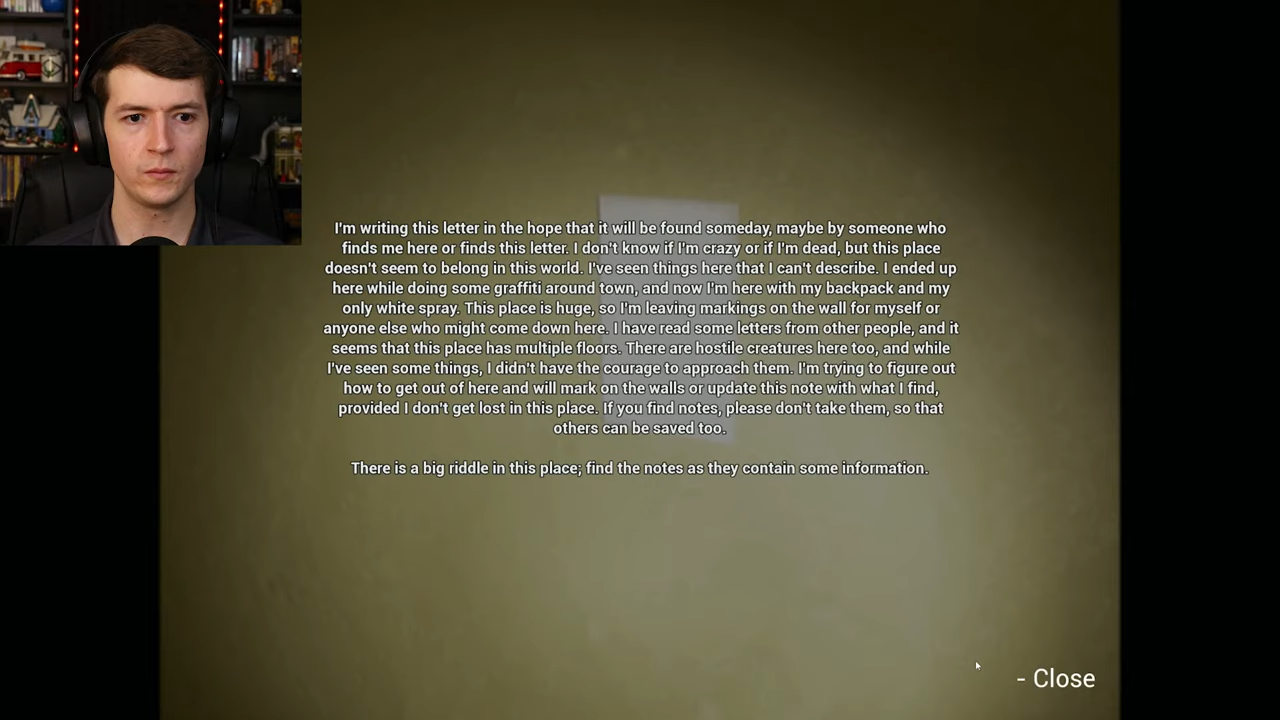 I'm writing this letter in the hope that it will be found someday, maybe by someone who
finds me here or finds this letter. I don't know if I'm crazy or if I'm dead, but this place
doesn't seem to belong in this world. I've seen things here that I can't describe. I ended up
here while doing some graffiti around town, and now I'm here with my backpack and my
only white spray. This place is huge, so I'm leaving markings on the wall for myself or
anyone else who might come down here. I have read some letters from other people, and it
seems that this place has multiple floors. There are hostile creatures here too, and while
I've seen some things, I didn't have the courage to approach them. I'm trying to figure out
how to get out of here and will mark on the walls or update this note with what I find,
provided I don't get lost in this place. If you find notes, please don't take them, so that
others can be saved too.
There is a big riddle in this place; find the notes as they contain some information.
- Close